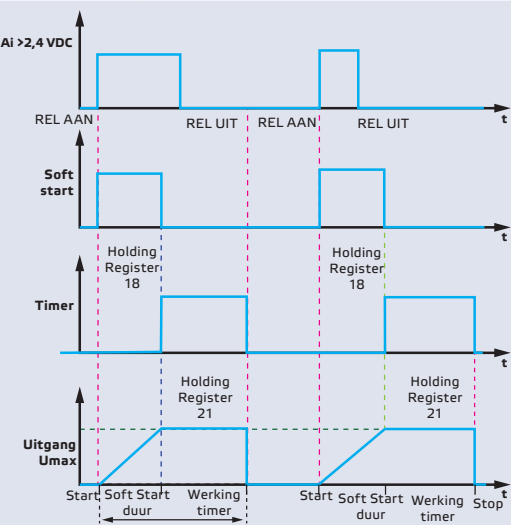 Ai >2,4 VDC
t
REL AAN
REL UIT
REL AAN
REL UIT
Soft
start
t
Holding
Register
18
Holding
Register
18
Timer
t
Holding
Register
21
Holding
Register
21
Uitgang
Umax
t
Start
Soft Start
duur
Werking
timer
Start
Soft Start
duur
Werking
timer
Stop